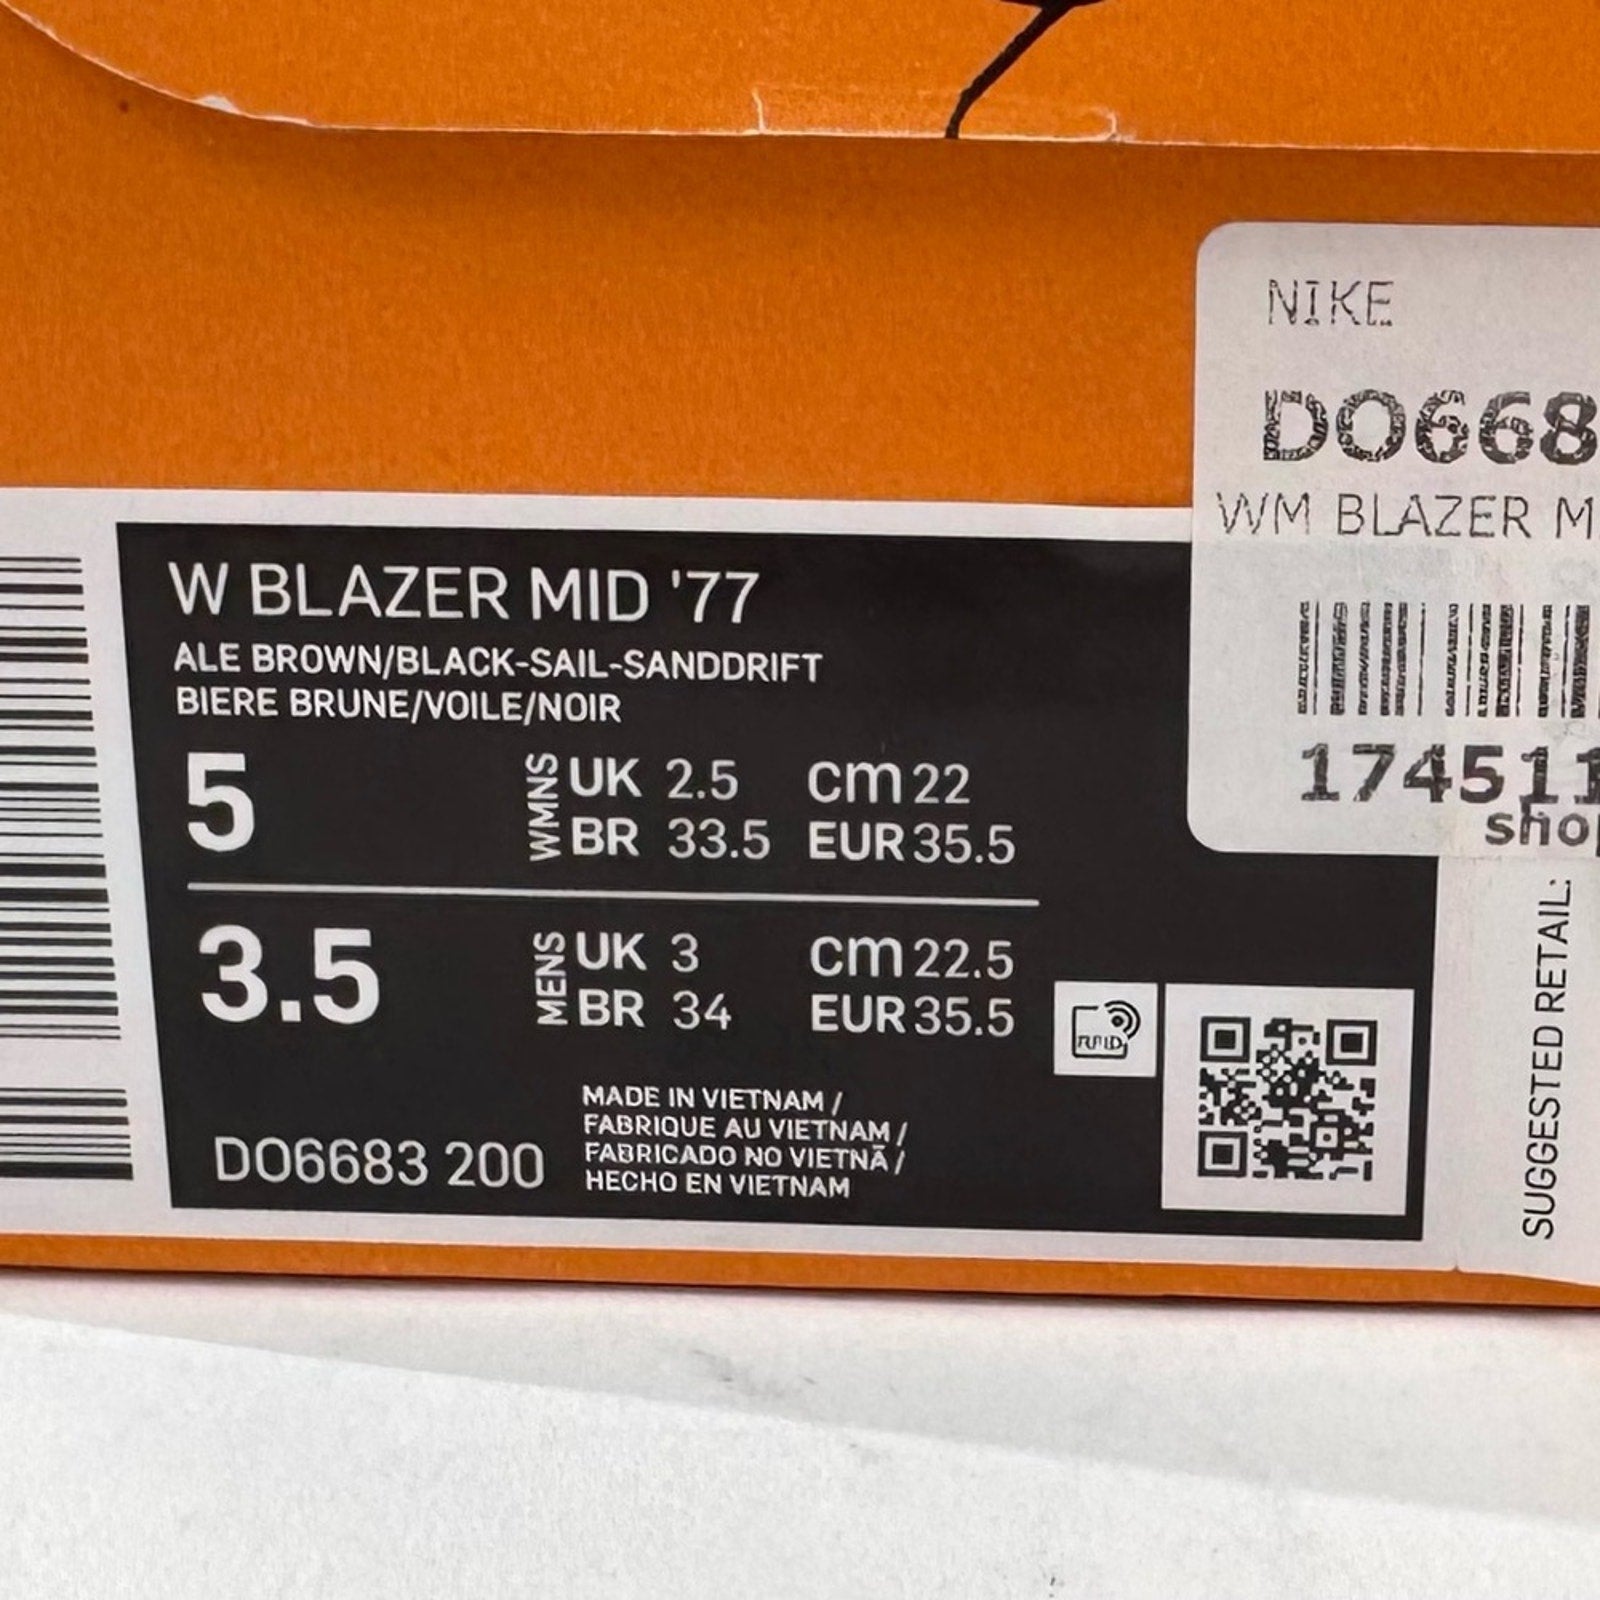 NIKE
DO668
WM BLAZER M
174511
shop
W BLAZER MID '77
ALE BROWN/BLACK-SAIL-SANDDRIFT
BIERE BRUNE/VOILE/NOIR
5 WMNS UK 2.5 cm 22
BR 33.5 EUR 35.5
3.5 MENS UK 3 cm 22.5
BR 34 EUR 35.5
RFID
MADE IN VIETNAM /
FABRIQUE AU VIETNAM /
FABRICADO NO VIETNÃ /
HECHO EN VIETNAM
DO6683 200
SUGGESTED RETAIL: